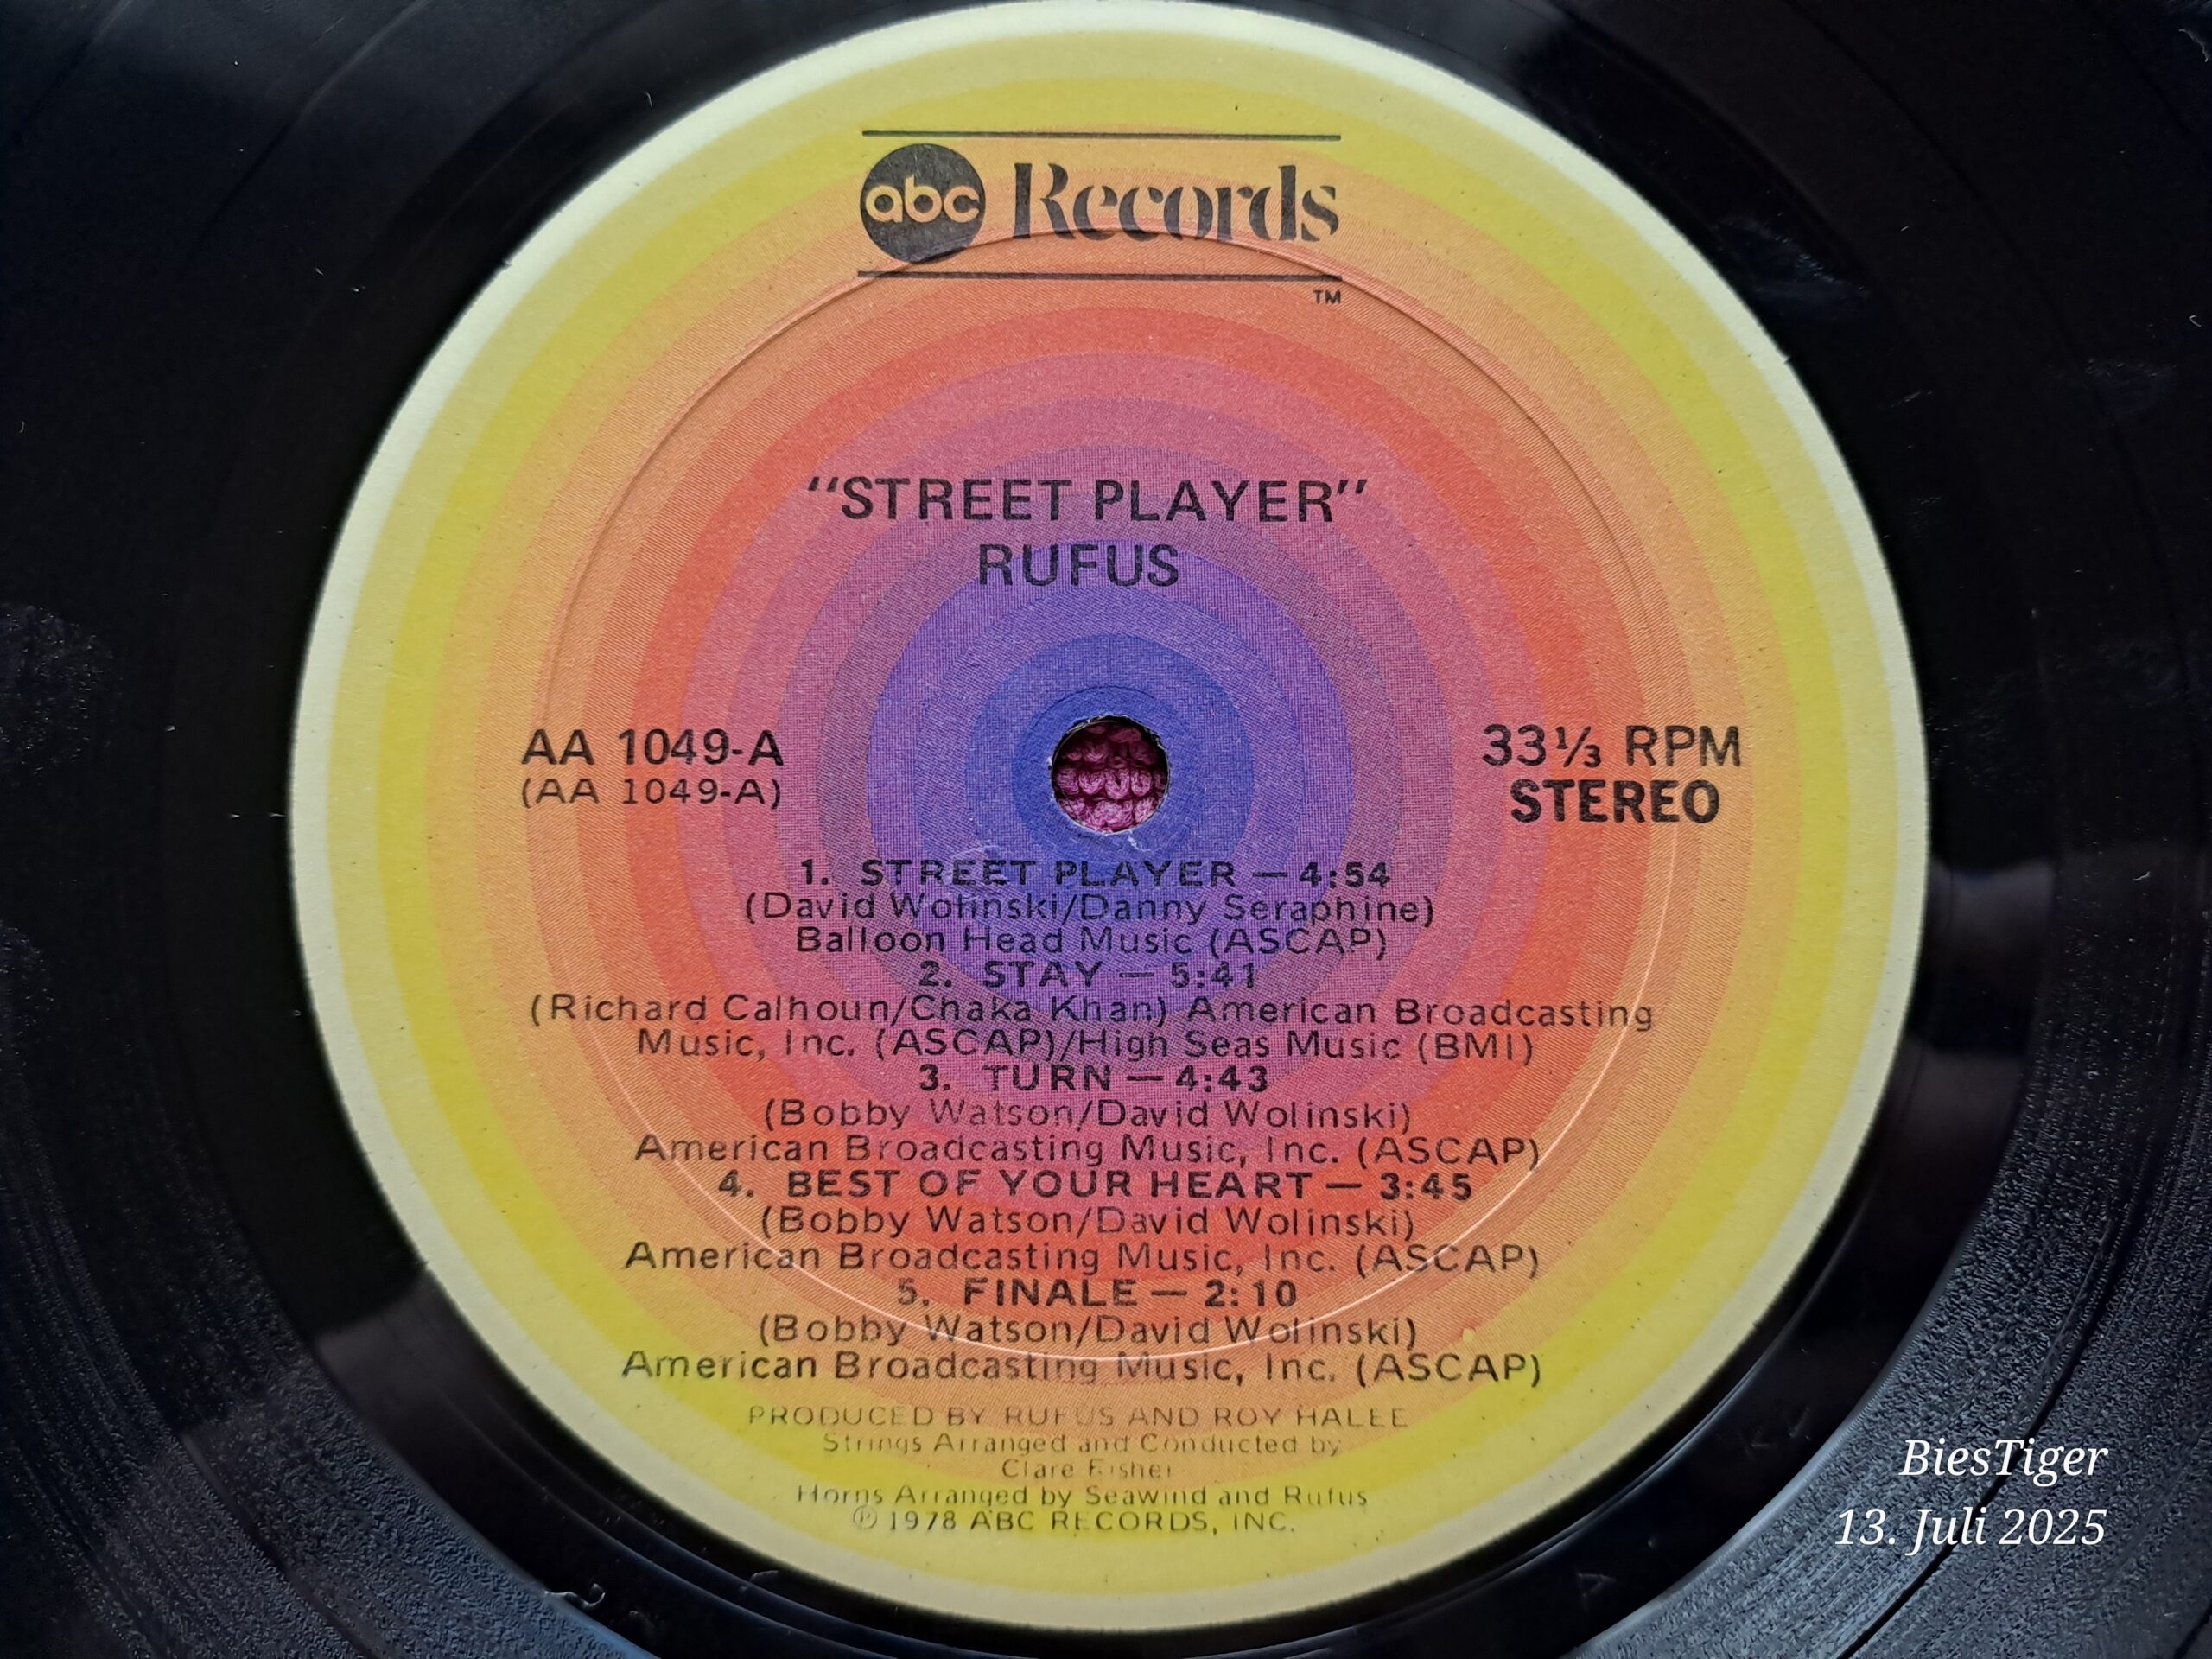 abc Records
TM
"STREET PLAYER"
RUFUS
AA 1049-A
(AA 1049-A)
33⅓ RPM
STEREO
1. STREET PLAYER — 4:54
(David Wolinski/Danny Seraphine)
Balloon Head Music (ASCAP)
2. STAY — 5:41
(Richard Calhoun/Chaka Khan) American Broadcasting
Music, Inc. (ASCAP)/High Seas Music (BMI)
3. TURN — 4:43
(Bobby Watson/David Wolinski)
American Broadcasting Music, Inc. (ASCAP)
4. BEST OF YOUR HEART — 3:45
(Bobby Watson/David Wolinski)
American Broadcasting Music, Inc. (ASCAP)
5. FINALE — 2:10
(Bobby Watson/David Wolinski)
American Broadcasting Music, Inc. (ASCAP)
PRODUCED BY RUFUS AND ROY HALEE
Strings Arranged and Conducted by
Clare Fisher
Horns Arranged by Seawind and Rufus
℗ 1978 ABC RECORDS, INC.
BiesTiger
13. Juli 2025